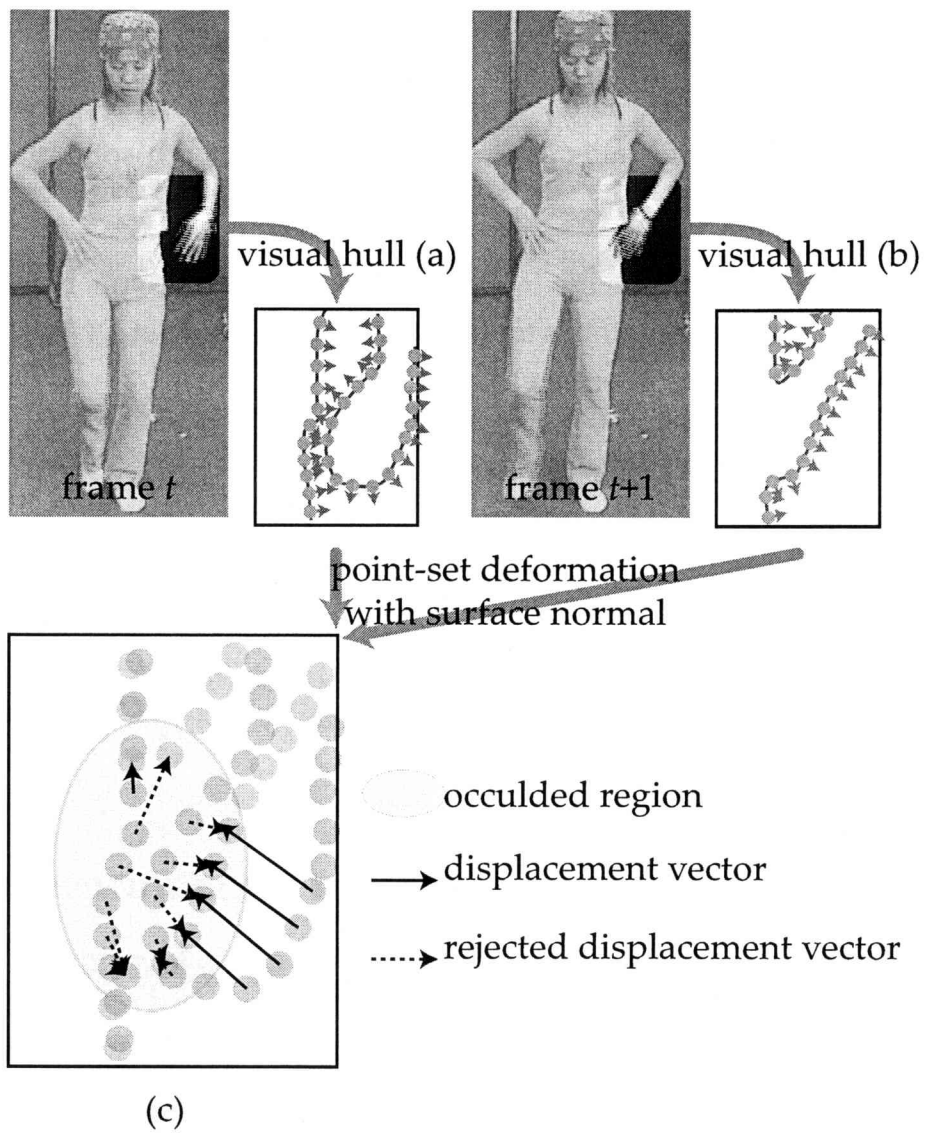 visual hull (a)
visual hull (b)
frame t
frame t+1
point-set deformation
with surface normal
occulded region
displacement vector
rejected displacement vector
(c)